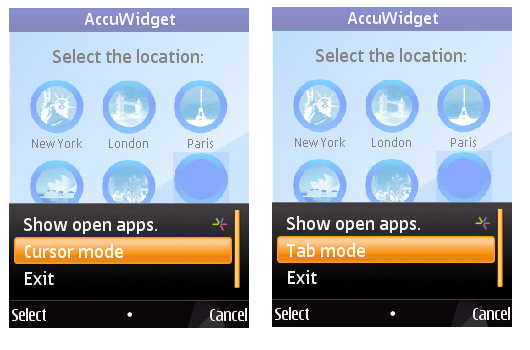 AccuWidget
Select the location:
New York London Paris
Show open apps.
Cursor mode
Exit
Select Cancel
AccuWidget
Select the location:
New York London Paris
Show open apps.
Tab mode
Exit
Select Cancel